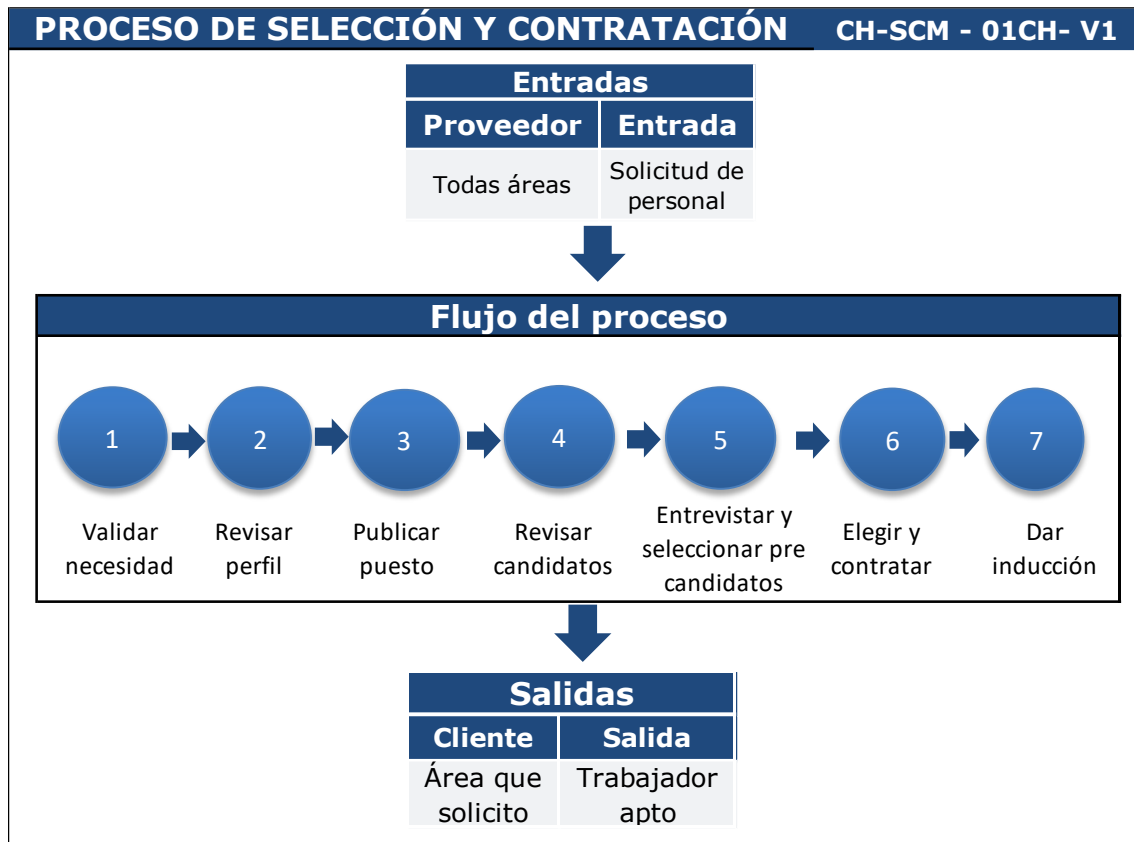 PROCESO DE SELECCIÓN Y CONTRATACIÓN CH-SCM - 01CH- V1
Entradas
Proveedor Entrada
Todas áreas Solicitud de
personal
Flujo del proceso
1 2 3 4 5 6 7
Validar
necesidad
Revisar
perfil
Publicar
puesto
Revisar
candidatos
Entrevistar y
seleccionar pre
candidatos
Elegir y
contratar
Dar
inducción
Salidas
Cliente Salida
Área que
solicito
Trabajador
apto